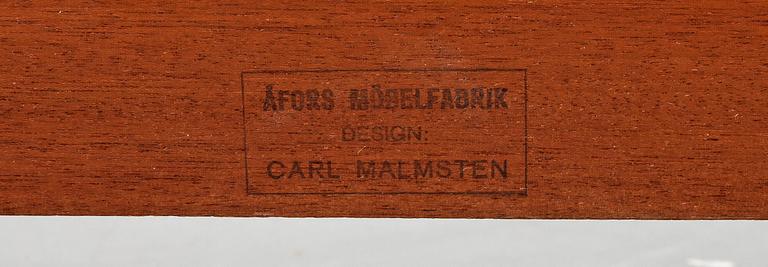 ÅFORS MÖBELFABRIK
DESIGN:
CARL MALMSTEN